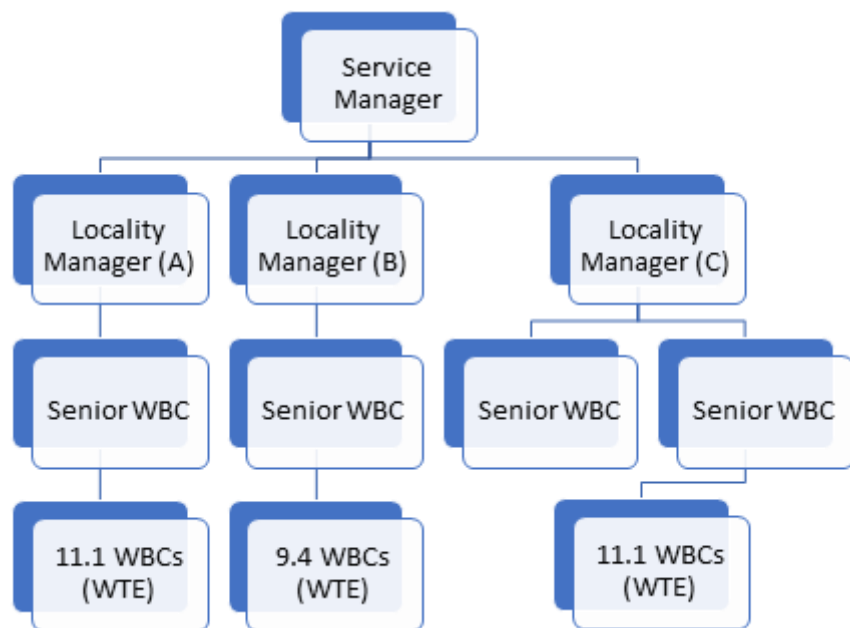 Service
Manager
Locality
Manager (A)
Locality
Manager (B)
Locality
Manager (C)
Senior WBC
Senior WBC
Senior WBC
Senior WBC
11.1 WBCs
(WTE)
9.4 WBCs
(WTE)
11.1 WBCs
(WTE)